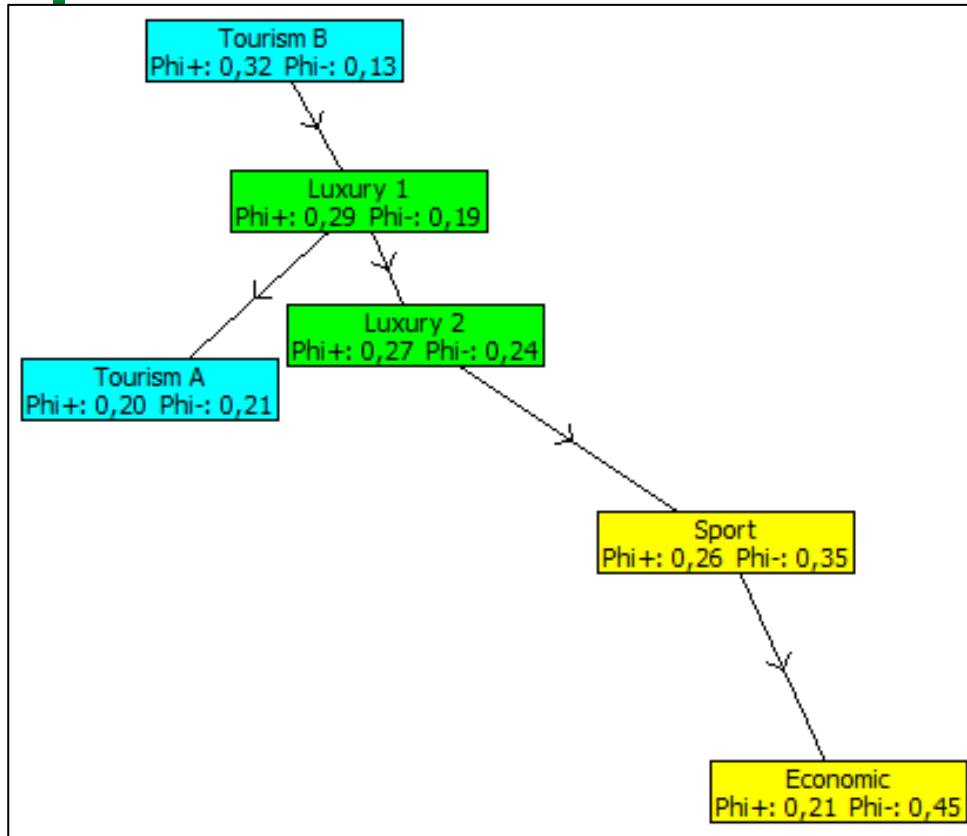 Tourism B
Phi+: 0,32 Phi-: 0,13
Luxury 1
Phi+: 0,29 Phi-: 0,19
Luxury 2
Phi+: 0,27 Phi-: 0,24
Tourism A
Phi+: 0,20 Phi-: 0,21
Sport
Phi+: 0,26 Phi-: 0,35
Economic
Phi+: 0,21 Phi-: 0,45